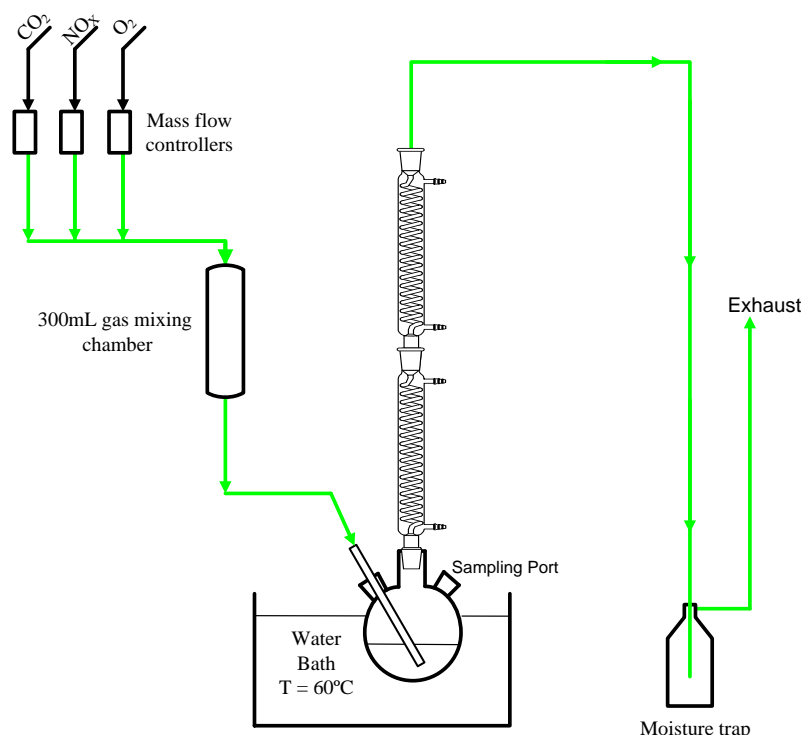 CO₂
NOₓ
O₂
Mass flow
controllers
300mL gas mixing
chamber
Exhaust
Sampling Port
Water
Bath
T = 60ºC
Moisture trap